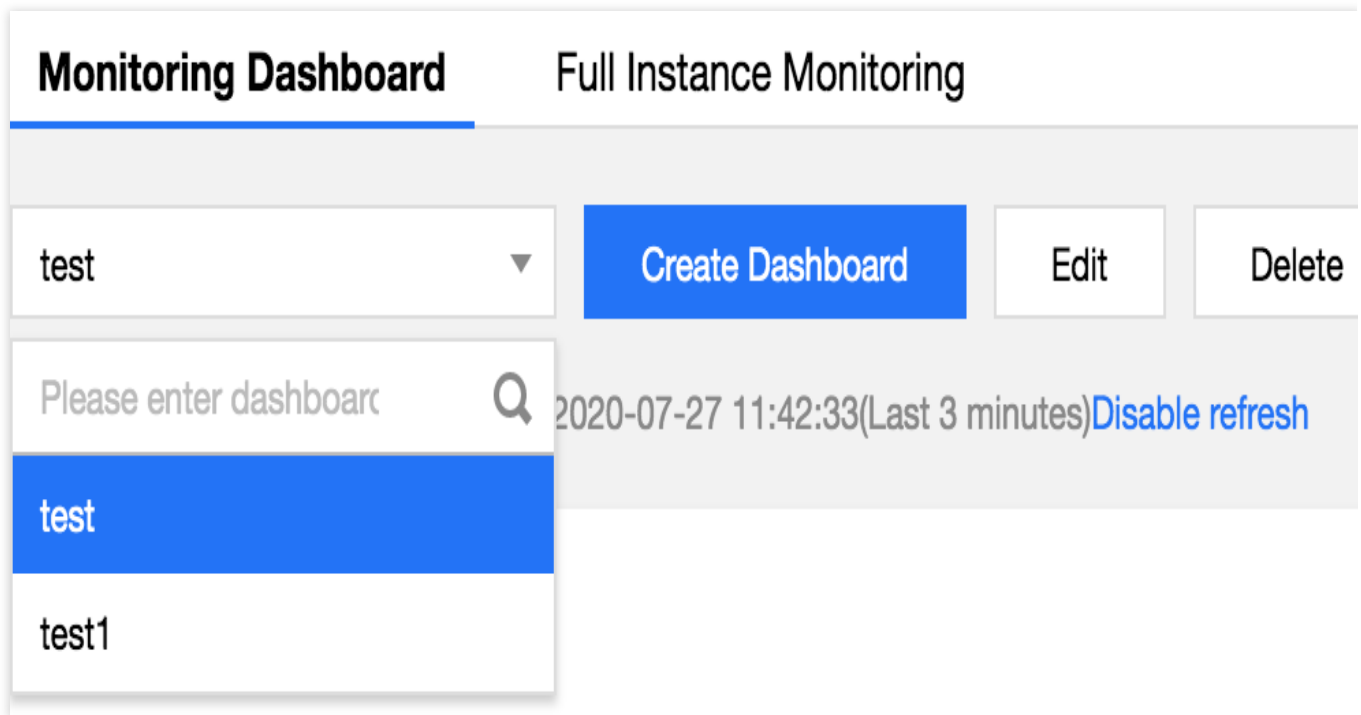 Monitoring Dashboard Full Instance Monitoring
test Create Dashboard Edit Delete
Please enter 2020-07-27 11:42:33(Last 3 minutes)Disable refresh
test
test1